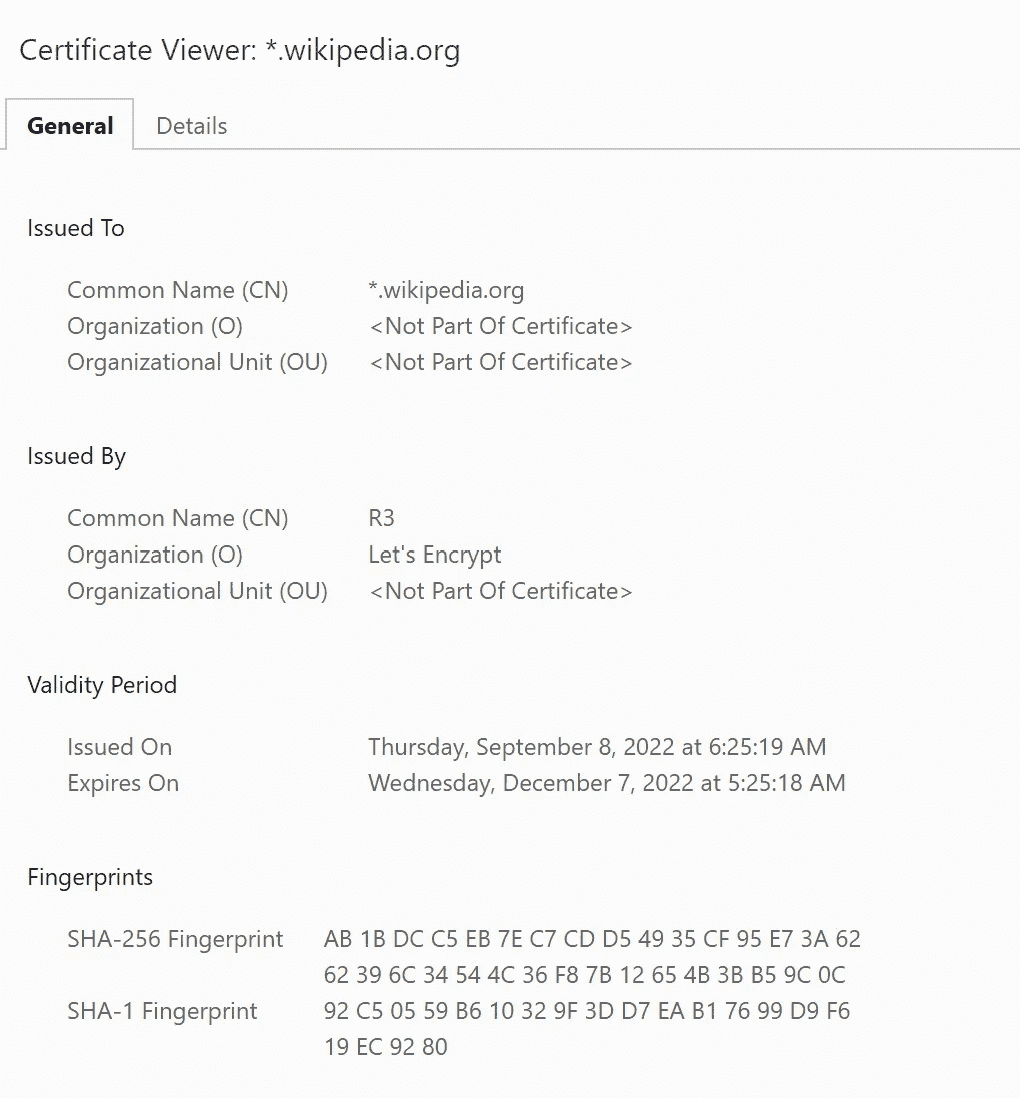 Certificate Viewer: *.wikipedia.org
General Details
Issued To
Common Name (CN) *.wikipedia.org
Organization (O) <Not Part Of Certificate>
Organizational Unit (OU) <Not Part Of Certificate>
Issued By
Common Name (CN) R3
Organization (O) Let's Encrypt
Organizational Unit (OU) <Not Part Of Certificate>
Validity Period
Issued On Thursday, September 8, 2022 at 6:25:19 AM
Expires On Wednesday, December 7, 2022 at 5:25:18 AM
Fingerprints
SHA-256 Fingerprint AB 1B DC C5 EB 7E C7 CD D5 49 35 CF 95 E7 3A 62
62 39 6C 34 54 4C 36 F8 7B 12 65 4B 3B B5 9C 0C
SHA-1 Fingerprint 92 C5 05 59 B6 10 32 9F 3D D7 EA B1 76 99 D9 F6
19 EC 92 80